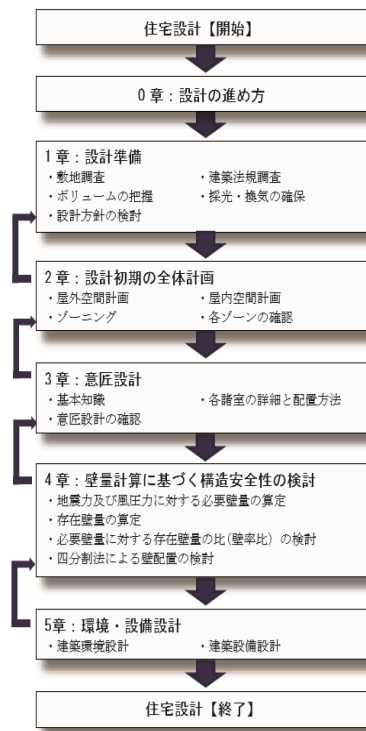 住宅設計【開始】
0章:設計の進め方
1章:設計準備
・敷地調査 ・建築法規調査
・ボリュームの把握 ・採光・換気の確保
・設計方針の検討
2章:設計初期の全体計画
・屋外空間計画 ・屋内空間計画
・ゾーニング ・各ゾーンの確認
3章:意匠設計
・基本知識 ・各諸室の詳細と配置方法
・意匠設計の確認
4章:壁量計算に基づく構造安全性の検討
・地震力及び風圧力に対する必要壁量の算定
・存在壁量の算定
・必要壁量に対する存在壁量の比(壁率比)の検討
・四分割法による壁配置の検討
5章:環境・設備設計
・建築環境設計 ・建築設備設計
住宅設計【終了】